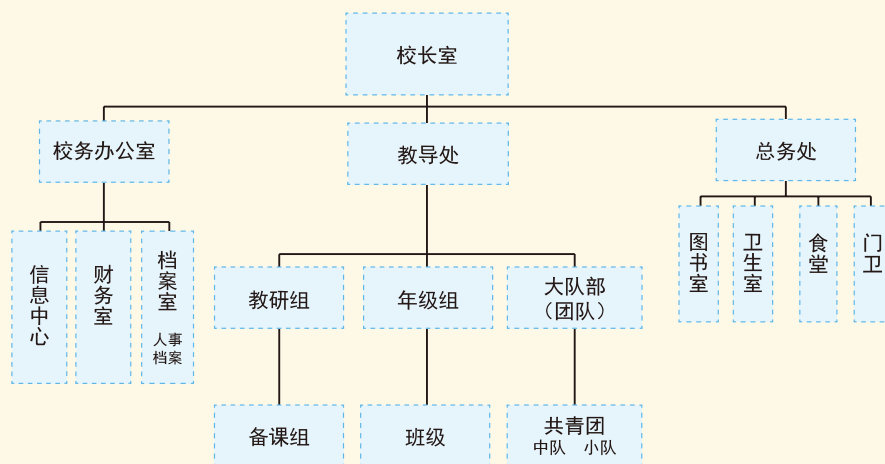 校长室
校务办公室
教导处
总务处
信息中心
财务室
档案室
人事
档案
教研组
年级组
大队部
（团队）
图书室
卫生室
食堂
门卫
备课组
班级
共青团
中队 小队